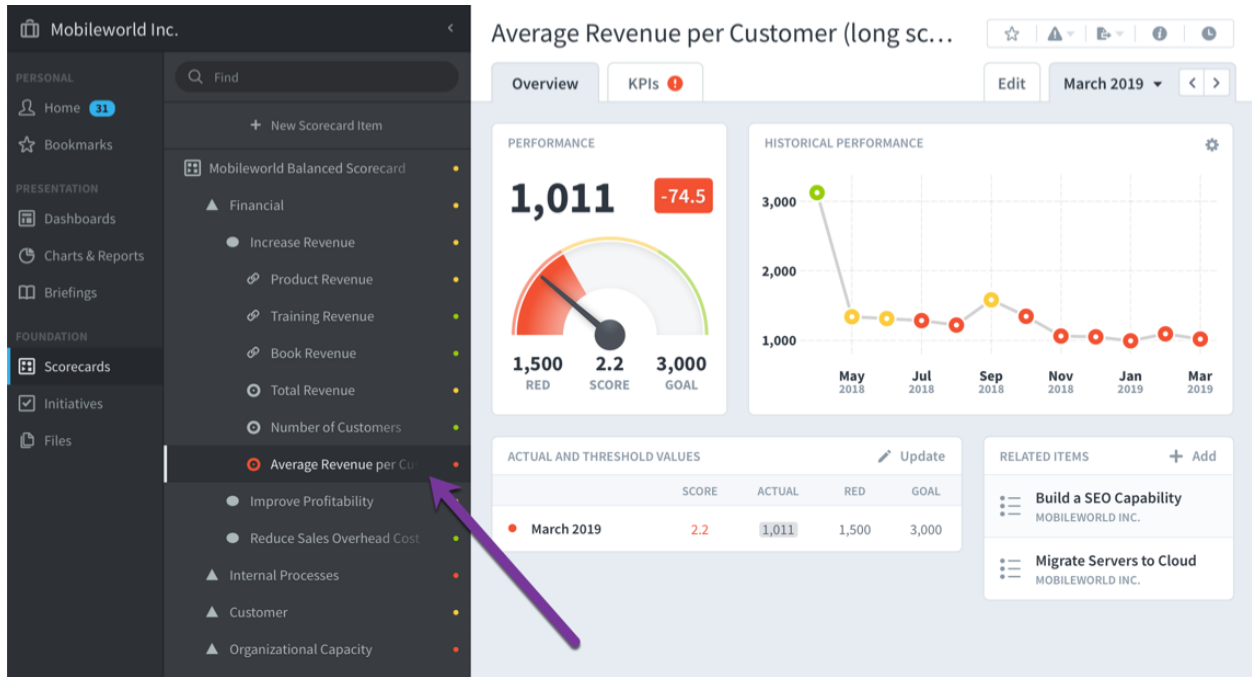 Mobileworld Inc.
PERSONAL
Home 31
Bookmarks
PRESENTATION
Dashboards
Charts & Reports
Briefings
FOUNDATION
Scorecards
Initiatives
Files
Find
+ New Scorecard Item
Mobileworld Balanced Scorecard
Financial
Increase Revenue
Product Revenue
Training Revenue
Book Revenue
Total Revenue
Number of Customers
Average Revenue per Cu
Improve Profitability
Reduce Sales Overhead Cost
Internal Processes
Customer
Organizational Capacity
Average Revenue per Customer (long sc...
Overview
KPIs
Edit
March 2019
PERFORMANCE
1,011 -74.5
1,500 2.2 3,000
RED SCORE GOAL
HISTORICAL PERFORMANCE
3,000
2,000
1,000
May Jul Sep Nov Jan Mar
2018 2018 2018 2018 2019 2019
ACTUAL AND THRESHOLD VALUES Update
SCORE ACTUAL RED GOAL
March 2019 2.2 1,011 1,500 3,000
RELATED ITEMS + Add
Build a SEO Capability
MOBILEWORLD INC.
Migrate Servers to Cloud
MOBILEWORLD INC.